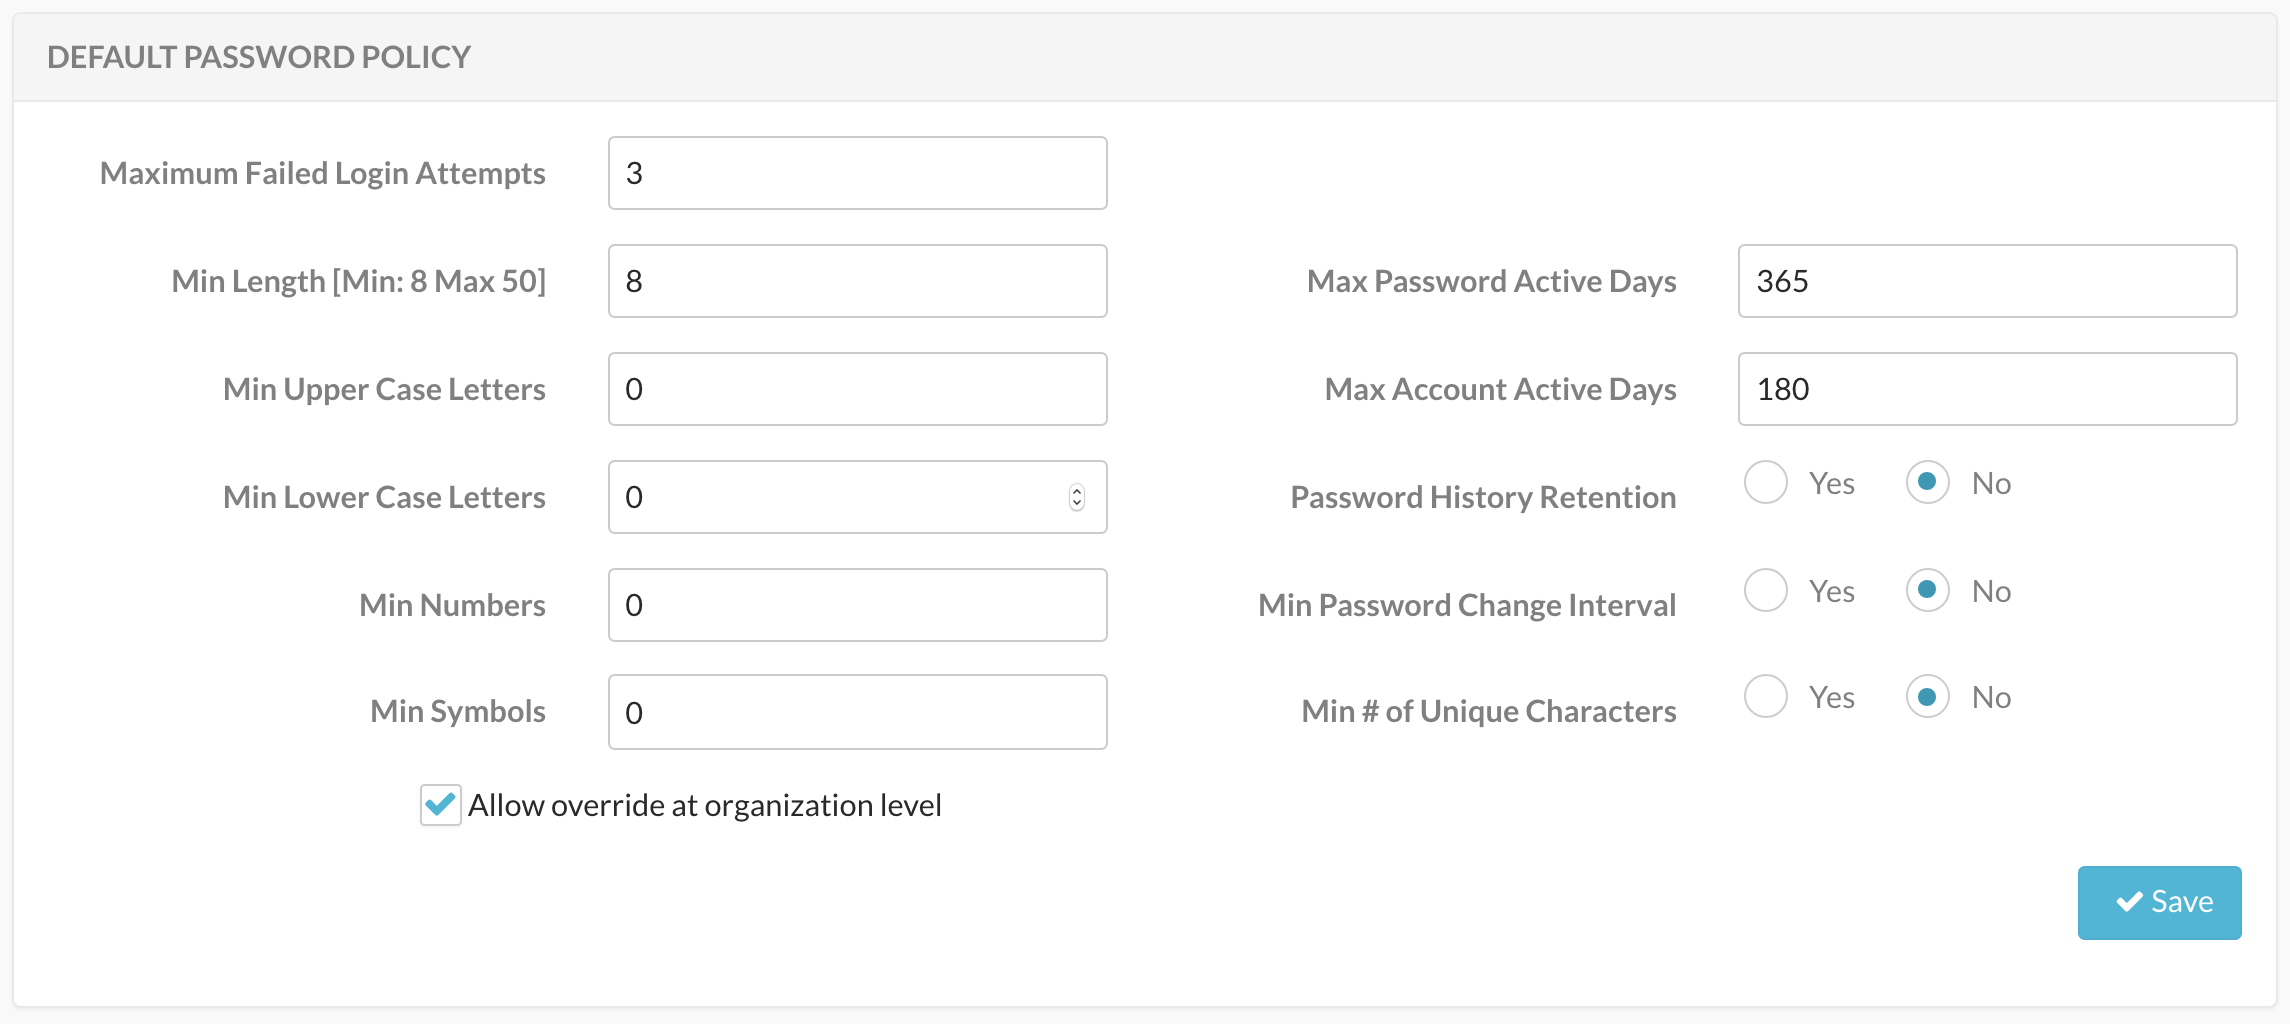 DEFAULT PASSWORD POLICY
Maximum Failed Login Attempts 3
Min Length [Min: 8 Max 50] 8 Max Password Active Days 365
Min Upper Case Letters 0 Max Account Active Days 180
Min Lower Case Letters 0 Password History Retention Yes No
Min Numbers 0 Min Password Change Interval Yes No
Min Symbols 0 Min # of Unique Characters Yes No
Allow override at organization level
Save